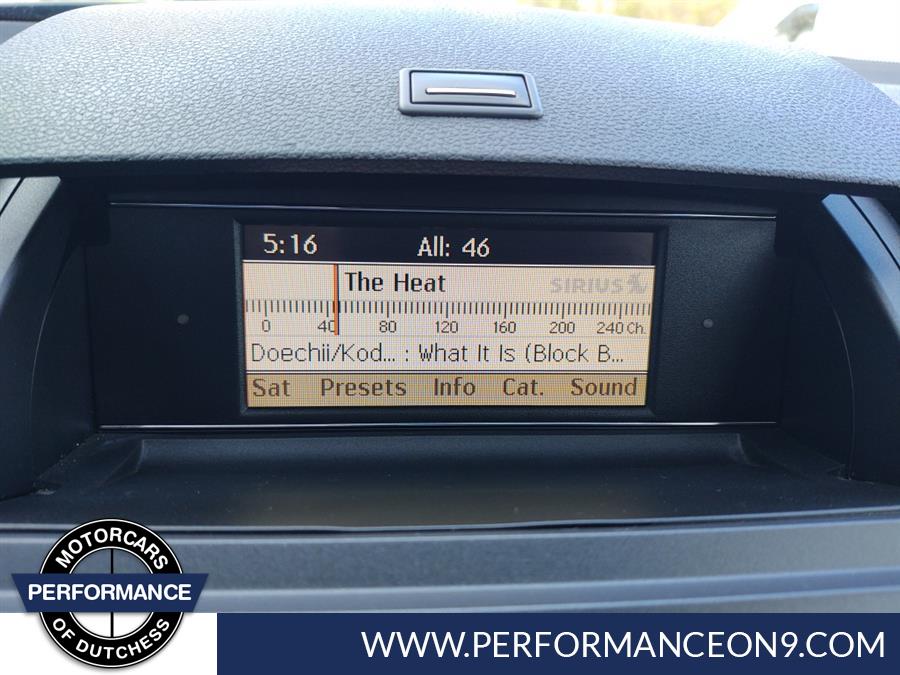 5:16 All: 46
The Heat SIRIUS
0 40 80 120 160 200 240 Ch.
Doechii/Kod... : What It Is (Block B...
Sat Presets Info Cat. Sound
MOTORCARS
PERFORMANCE
OF DUTCHESS
WWW.PERFORMANCEON9.COM